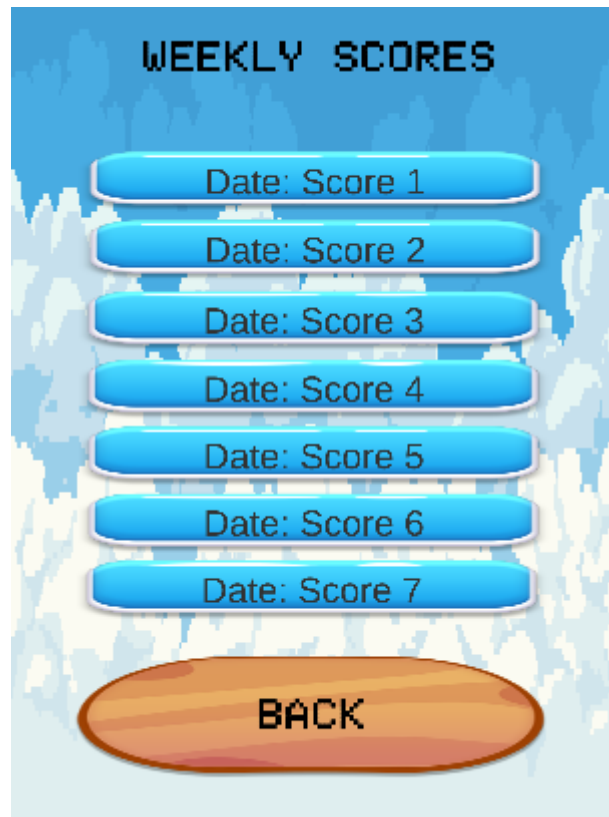 WEEKLY SCORES
Date: Score 1
Date: Score 2
Date: Score 3
Date: Score 4
Date: Score 5
Date: Score 6
Date: Score 7
BACK